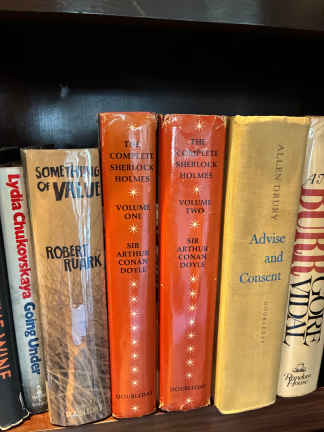 Lydia Chukovskaya Going Under
SOMETHING
OF VALUE
ROBERT
RUARK
DOUBLEDAY
THE
COMPLETE
SHERLOCK
HOLMES
VOLUME
ONE
SIR
ARTHUR
CONAN
DOYLE
DOUBLEDAY
THE
COMPLETE
SHERLOCK
HOLMES
VOLUME
TWO
SIR
ARTHUR
CONAN
DOYLE
DOUBLEDAY
ALLEN DRURY
Advise
and
Consent
DOUBLEDAY
BURR
GORE
VIDAL
Random
House